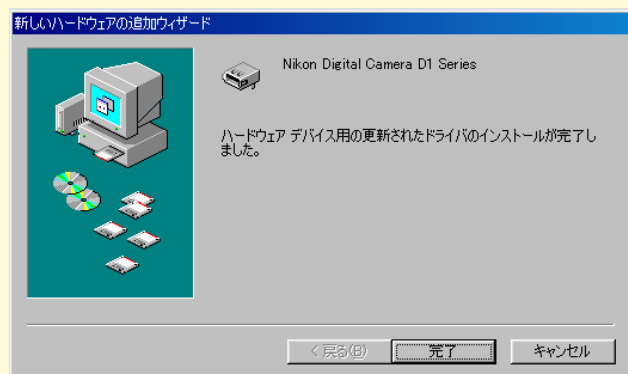 新しいハードウェアの追加ウィザード
Nikon Digital Camera D1 Series
ハードウェア デバイス用の更新されたドライバのインストールが完了し
ました。
< 戻る(B)
完了
キャンセル